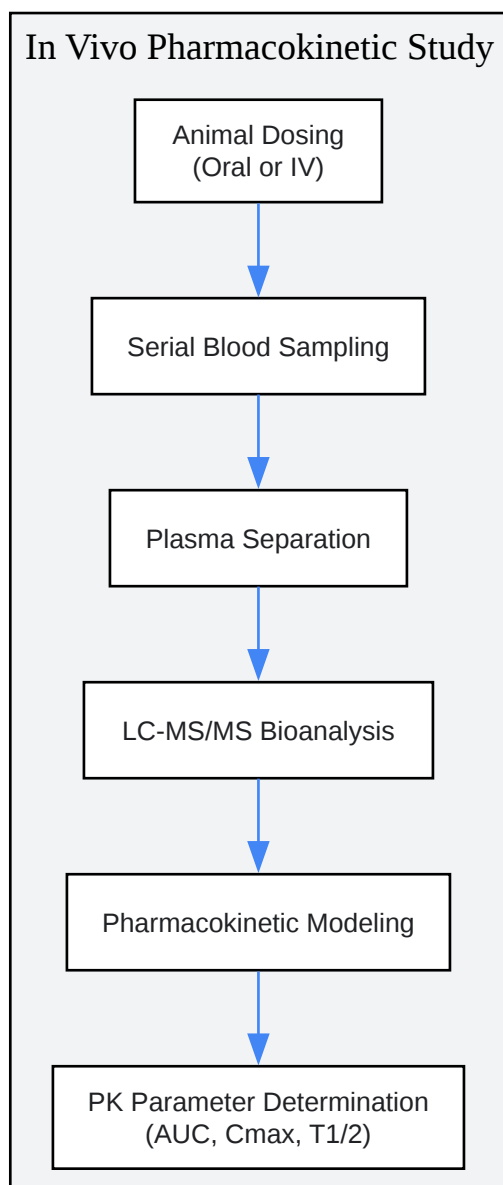 In Vivo Pharmacokinetic Study
Animal Dosing
(Oral or IV)
Serial Blood Sampling
Plasma Separation
LC-MS/MS Bioanalysis
Pharmacokinetic Modeling
PK Parameter Determination
(AUC, Cmax, T1/2)